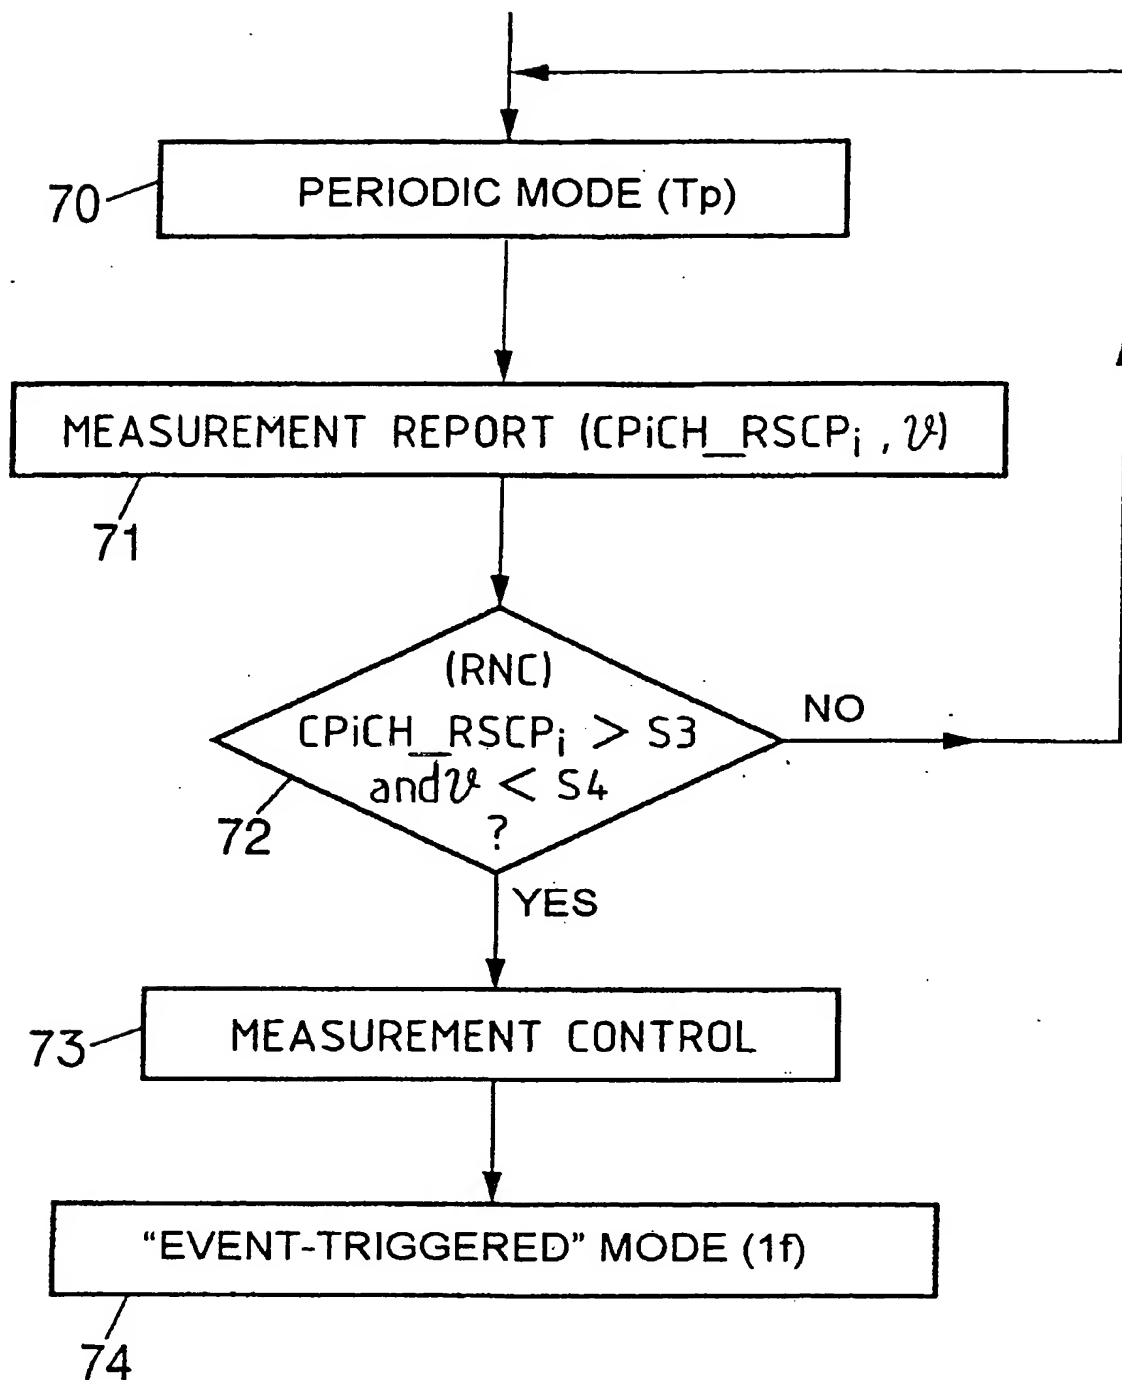 70
PERIODIC MODE (Tp)
MEASUREMENT REPORT (CPiCH_RSCPi , v)
71
(RNC)
CPiCH_RSCPi > S3
and v < S4
?
NO
72
YES
73
MEASUREMENT CONTROL
“EVENT-TRIGGERED” MODE (1f)
74